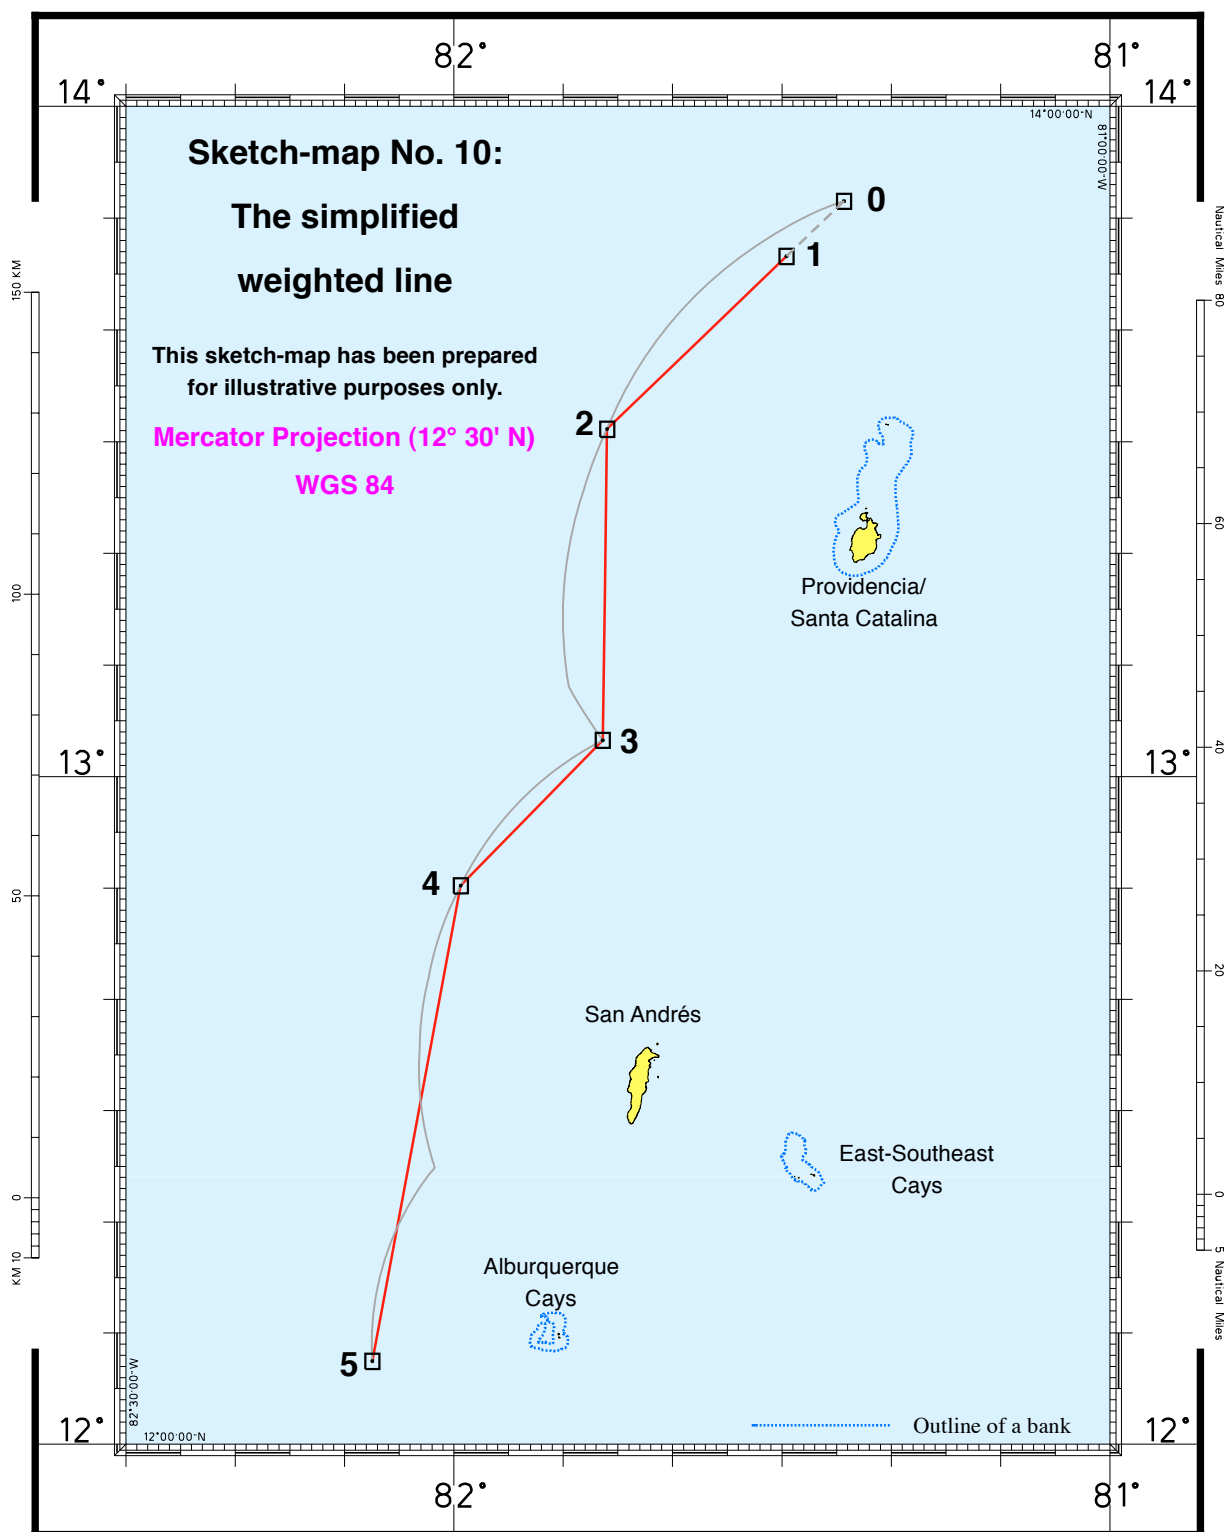 82°
81°
14°
14°
14°00'00"N
81°00'00"W
Sketch-map No. 10:
The simplified
weighted line
This sketch-map has been prepared
for illustrative purposes only.
Mercator Projection (12° 30' N)
WGS 84
0
1
2
3
4
5
Providencia/
Santa Catalina
13°
13°
San Andrés
East-Southeast
Cays
Alburquerque
Cays
Outline of a bank
82°30'00"W
12°00'00"N
12°
12°
82°
81°
150 KM
100
50
0
KM 10
Nautical Miles 80
60
40
20
0
5 Nautical Miles